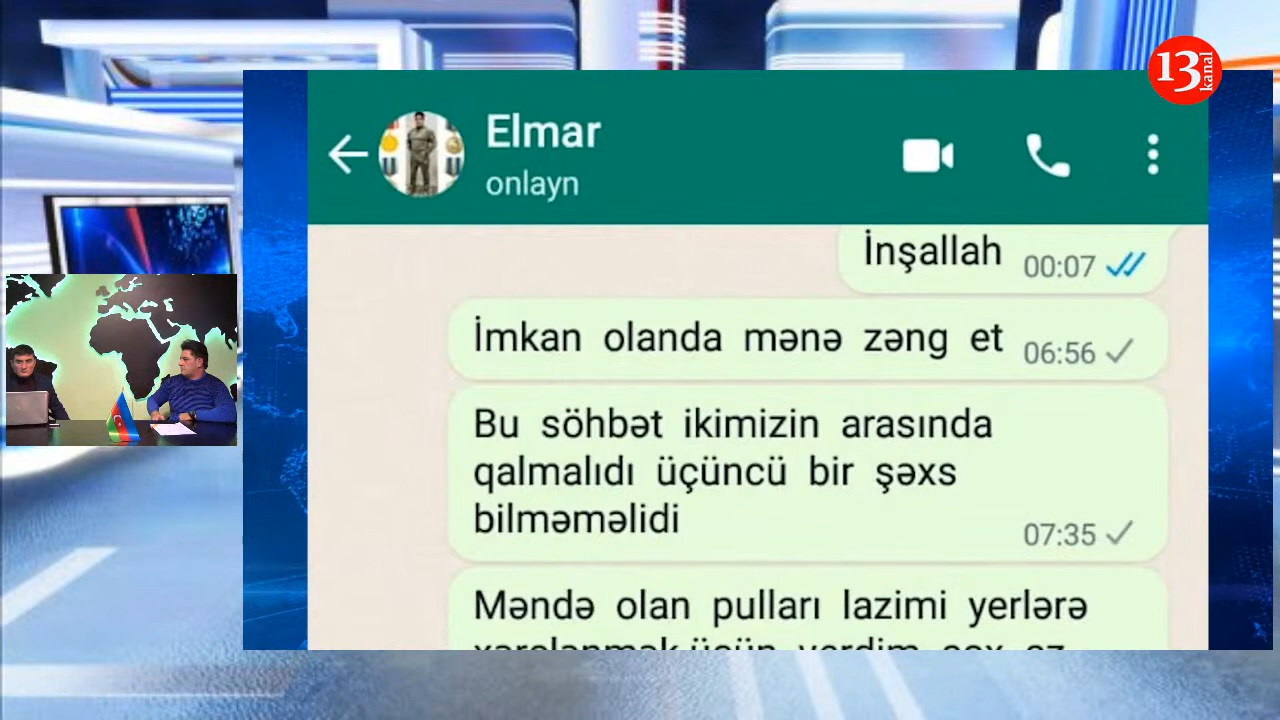 13
kanal
Elmar
onlayn
İnşallah 00:07
İmkan olanda mənə zəng et 06:56
Bu söhbət ikimizin arasında
qalmalıdı üçüncü bir şəxs
bilməməlidi 07:35
Məndə olan pulları lazimi yerlərə